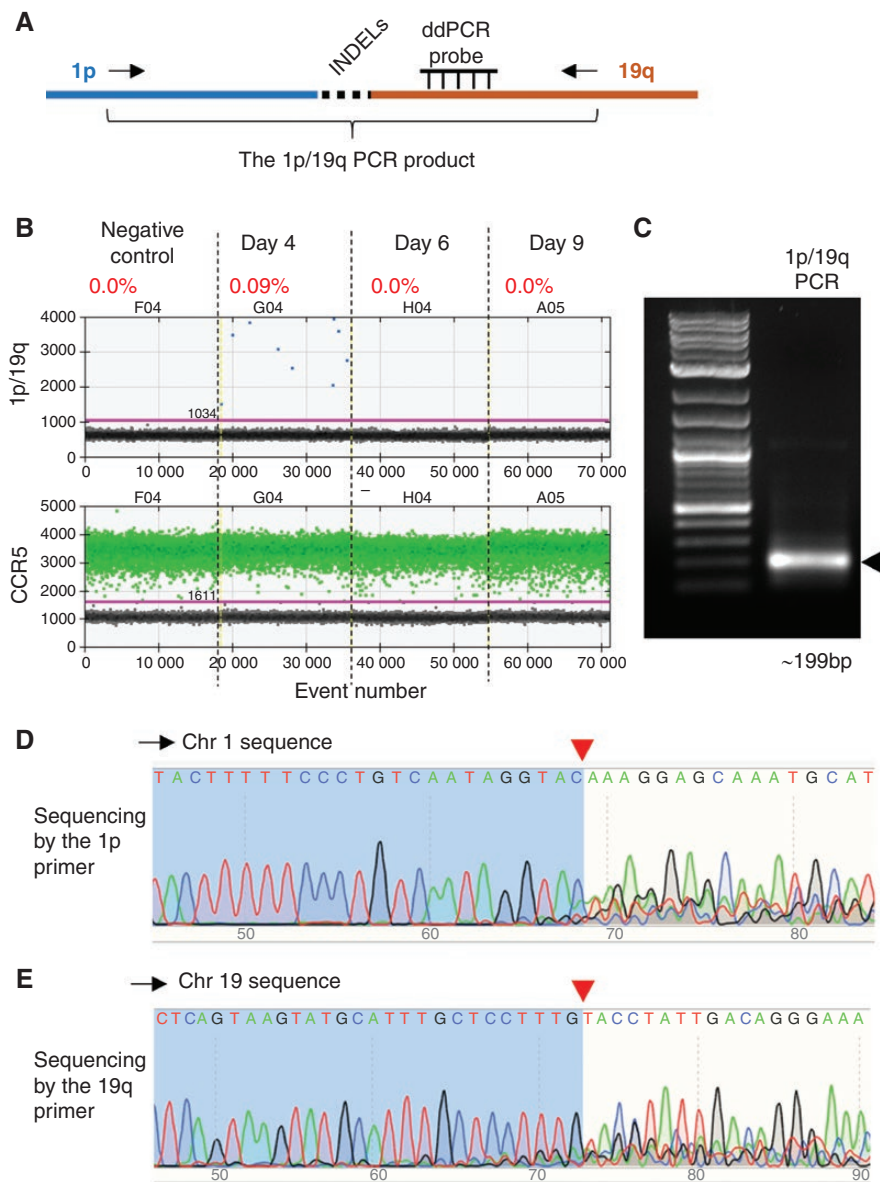 A
1p
INDELs
ddPCR
probe
19q
The 1p/19q PCR product
B
Negative
control
Day 4
Day 6
Day 9
0.0%
0.09%
0.0%
0.0%
F04
G04
H04
A05
1p/19q
4000
3000
2000
1000
0
1034
0
10 000
20 000
30 000
40 000
50 000
60 000
70 000
F04
G04
H04
A05
CCR5
5000
4000
3000
2000
1000
0
1611
0
10 000
20 000
30 000
40 000
50 000
60 000
70 000
Event number
C
1p/19q
PCR
~199bp
D
Chr 1 sequence
Sequencing
by the 1p
primer
TACTTTTTCCCTGTCAATAGGTACAAAGGAGCAAATGCAT
50
60
70
80
E
Chr 19 sequence
Sequencing
by the 19q
primer
CTCAGTAAGTATGCATTTGCTCCTTTGTACCTATTGACAGGGAAA
50
60
70
80
90